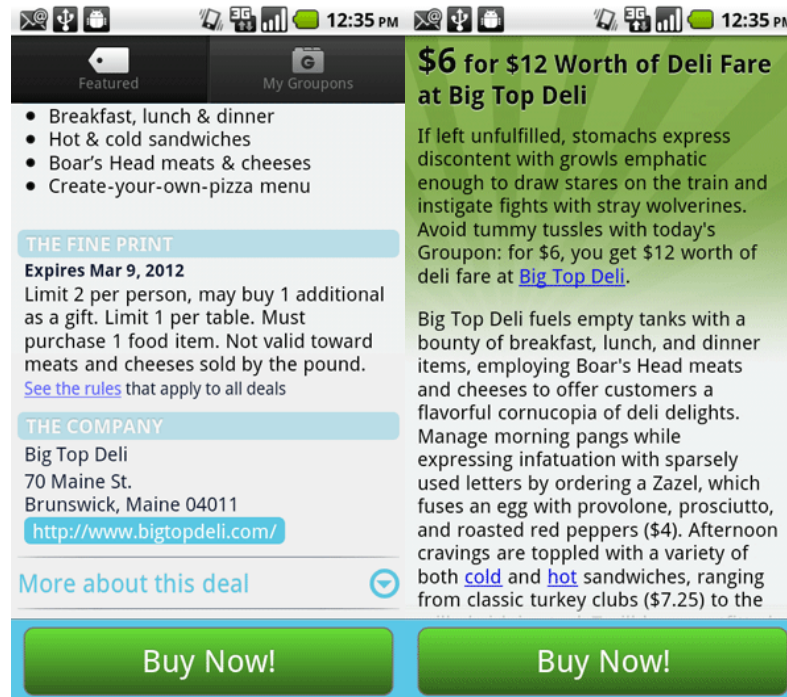 12:35 PM
Featured
My Groupons
Breakfast, lunch & dinner
Hot & cold sandwiches
Boar's Head meats & cheeses
Create-your-own-pizza menu
THE FINE PRINT
Expires Mar 9, 2012
Limit 2 per person, may buy 1 additional
as a gift. Limit 1 per table. Must
purchase 1 food item. Not valid toward
meats and cheeses sold by the pound.
See the rules that apply to all deals
THE COMPANY
Big Top Deli
70 Maine St.
Brunswick, Maine 04011
http://www.bigtopdeli.com/
More about this deal
Buy Now!
3G 12:35 PM
$6 for $12 Worth of Deli Fare
at Big Top Deli
If left unfulfilled, stomachs express
discontent with growls emphatic
enough to draw stares on the train and
instigate fights with stray wolverines.
Avoid tummy tussles with today's
Groupon: for $6, you get $12 worth of
deli fare at Big Top Deli.
Big Top Deli fuels empty tanks with a
bounty of breakfast, lunch, and dinner
items, employing Boar's Head meats
and cheeses to offer customers a
flavorful cornucopia of deli delights.
Manage morning pangs while
expressing infatuation with sparsely
used letters by ordering a Zazel, which
fuses an egg with provolone, prosciutto,
and roasted red peppers ($4). Afternoon
cravings are toppled with a variety of
both cold and hot sandwiches, ranging
from classic turkey clubs ($7.25) to the
Buy Now!